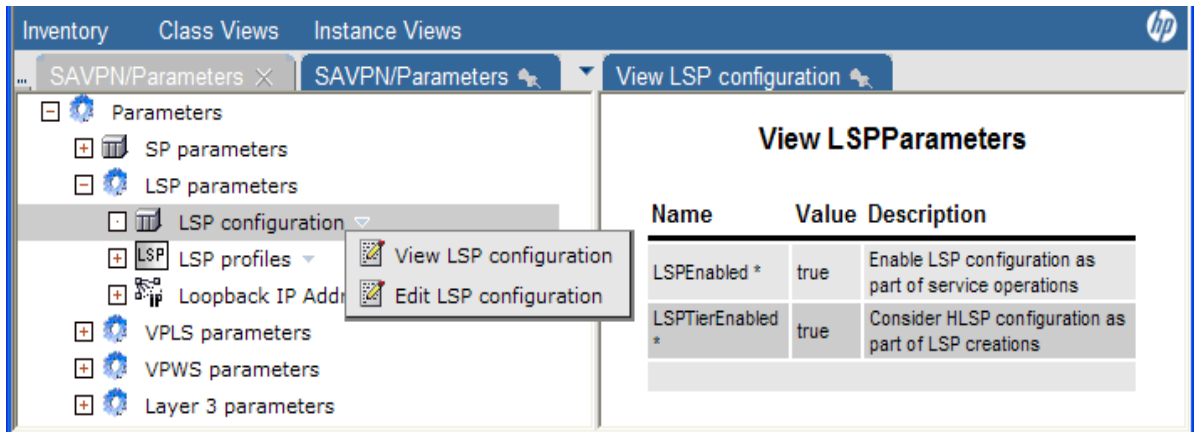 Inventory Class Views Instance Views hp
... SAVPN/Parameters SAVPN/Parameters View LSP configuration
Parameters
SP parameters
LSP parameters
LSP configuration
LSP LSP profiles
IP Loopback IP Addr
VPLS parameters
VPWS parameters
Layer 3 parameters
View LSP configuration
Edit LSP configuration
View LSPParameters
Name Value Description
LSPEnabled * true Enable LSP configuration as
part of service operations
LSPTierEnabled
* true Consider HLSP configuration as
part of LSP creations